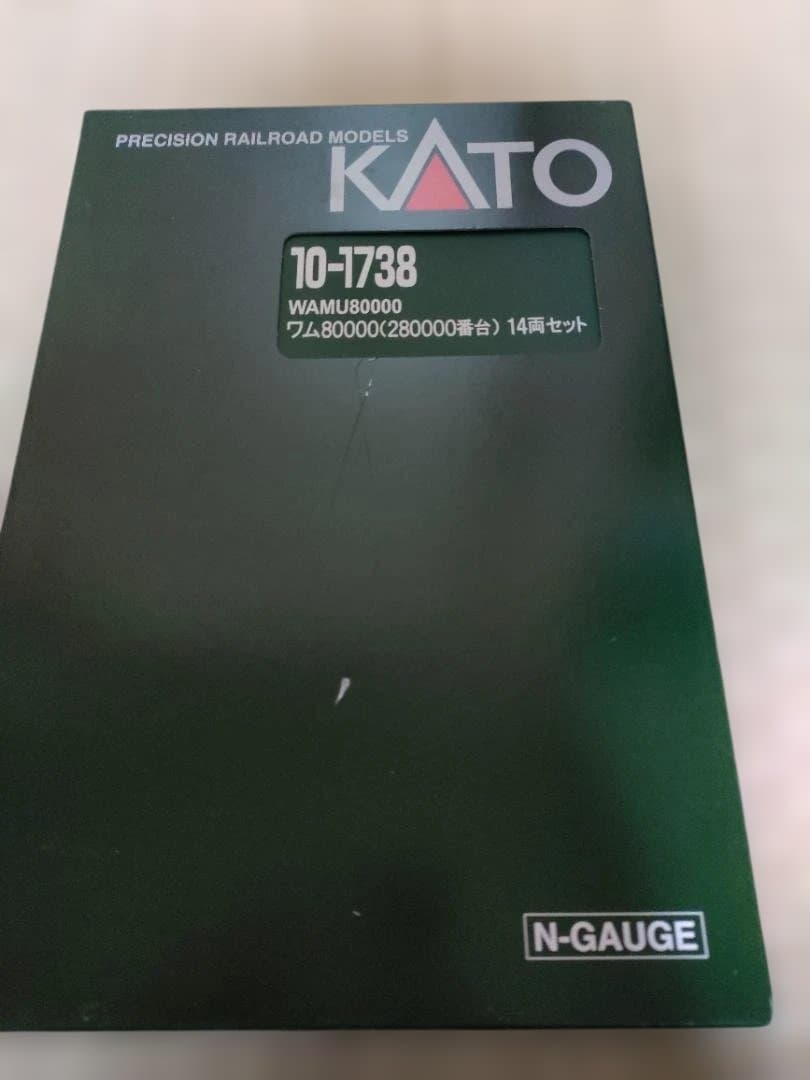 PRECISION RAILROAD MODELS
KATO
10-1738
WAMU80000
ワム80000(280000番台) 14両セット
N-GAUGE